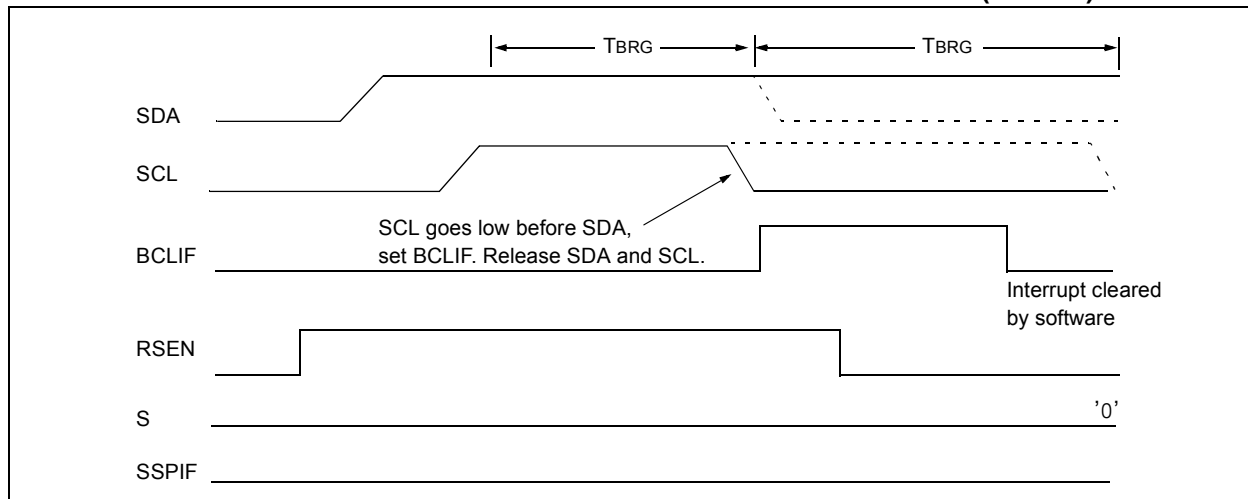 TBRG TBRG
SDA
SCL
SCL goes low before SDA,
set BCLIF. Release SDA and SCL.
BCLIF
Interrupt cleared
by software
RSEN
S '0'
SSPIF